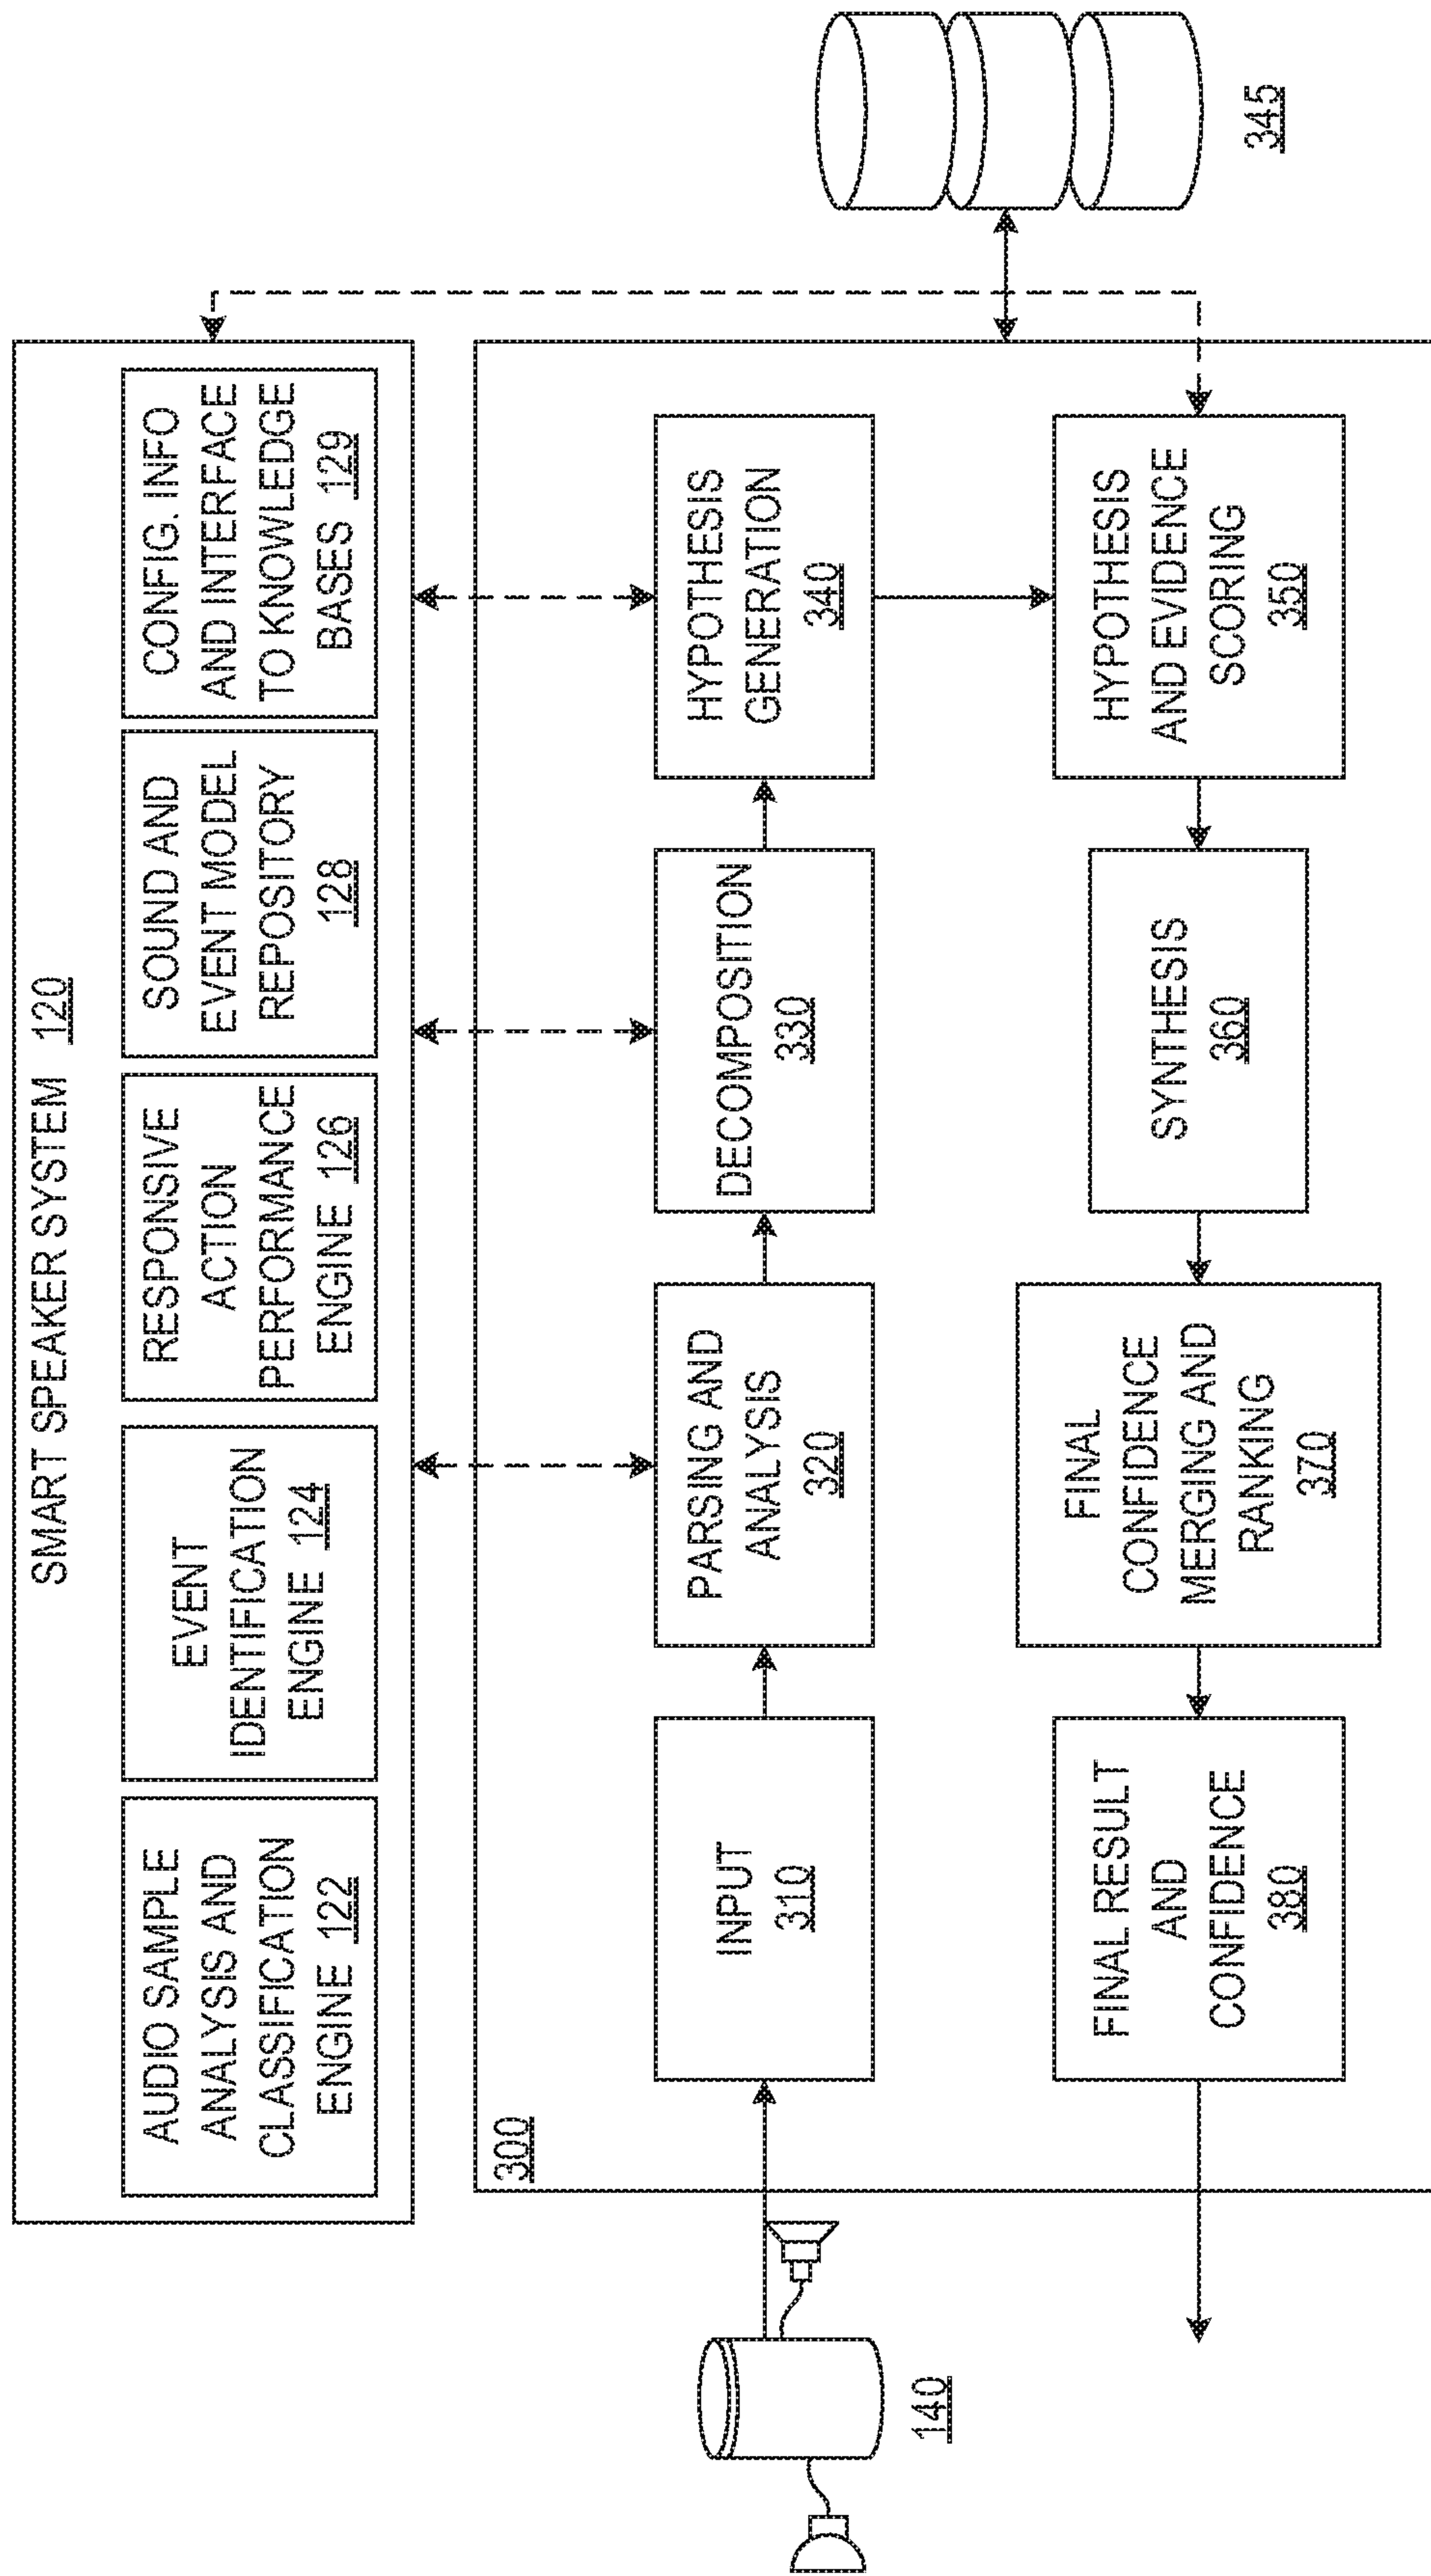 SMART SPEAKER SYSTEM 120
AUDIO SAMPLE
ANALYSIS AND
CLASSIFICATION
ENGINE 122
EVENT
IDENTIFICATION
ENGINE 124
RESPONSIVE
ACTION
PERFORMANCE
ENGINE 126
SOUND AND
EVENT MODEL
REPOSITORY
128
CONFIG. INFO
AND INTERFACE
TO KNOWLEDGE
BASES 129
300
INPUT
310
PARSING AND
ANALYSIS
320
DECOMPOSITION
330
HYPOTHESIS
GENERATION
340
140
345
FINAL RESULT
AND
CONFIDENCE
380
FINAL
CONFIDENCE
MERGING AND
RANKING
370
SYNTHESIS
360
HYPOTHESIS
AND EVIDENCE
SCORING
350